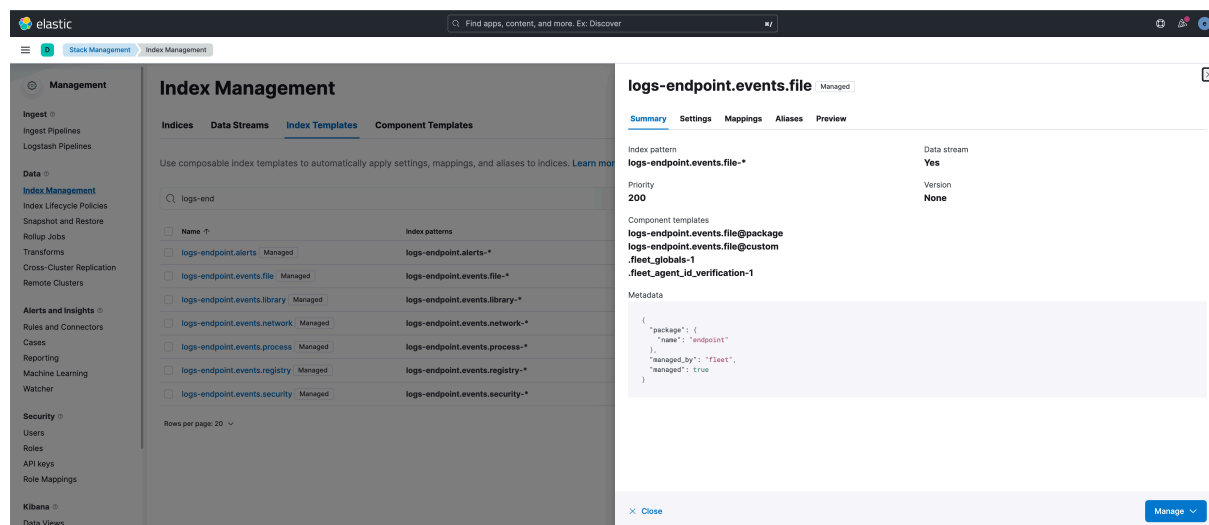 elastic
Find apps, content, and more. Ex: Discover
⌘/
e
D
Stack Management
Index Management
Management
Ingest
Ingest Pipelines
Logstash Pipelines
Data
Index Management
Index Lifecycle Policies
Snapshot and Restore
Rollup Jobs
Transforms
Cross-Cluster Replication
Remote Clusters
Alerts and Insights
Rules and Connectors
Cases
Reporting
Machine Learning
Watcher
Security
Users
Roles
API keys
Role Mappings
Kibana
Data Views
Index Management
Indices Data Streams Index Templates Component Templates
Use composable index templates to automatically apply settings, mappings, and aliases to indices. Learn mor
logs-end
Name ↑ Index patterns
logs-endpoint.alerts Managed logs-endpoint.alerts-*
logs-endpoint.events.file Managed logs-endpoint.events.file-*
logs-endpoint.events.library Managed logs-endpoint.events.library-*
logs-endpoint.events.network Managed logs-endpoint.events.network-*
logs-endpoint.events.process Managed logs-endpoint.events.process-*
logs-endpoint.events.registry Managed logs-endpoint.events.registry-*
logs-endpoint.events.security Managed logs-endpoint.events.security-*
Rows per page: 20
logs-endpoint.events.file Managed
Summary Settings Mappings Aliases Preview
Index pattern
logs-endpoint.events.file-*
Data stream
Yes
Priority
200
Version
None
Component templates
logs-endpoint.events.file@package
logs-endpoint.events.file@custom
.fleet_globals-1
.fleet_agent_id_verification-1
Metadata
{
"package": {
"name": "endpoint"
},
"managed_by": "fleet",
"managed": true
}
Close
Manage